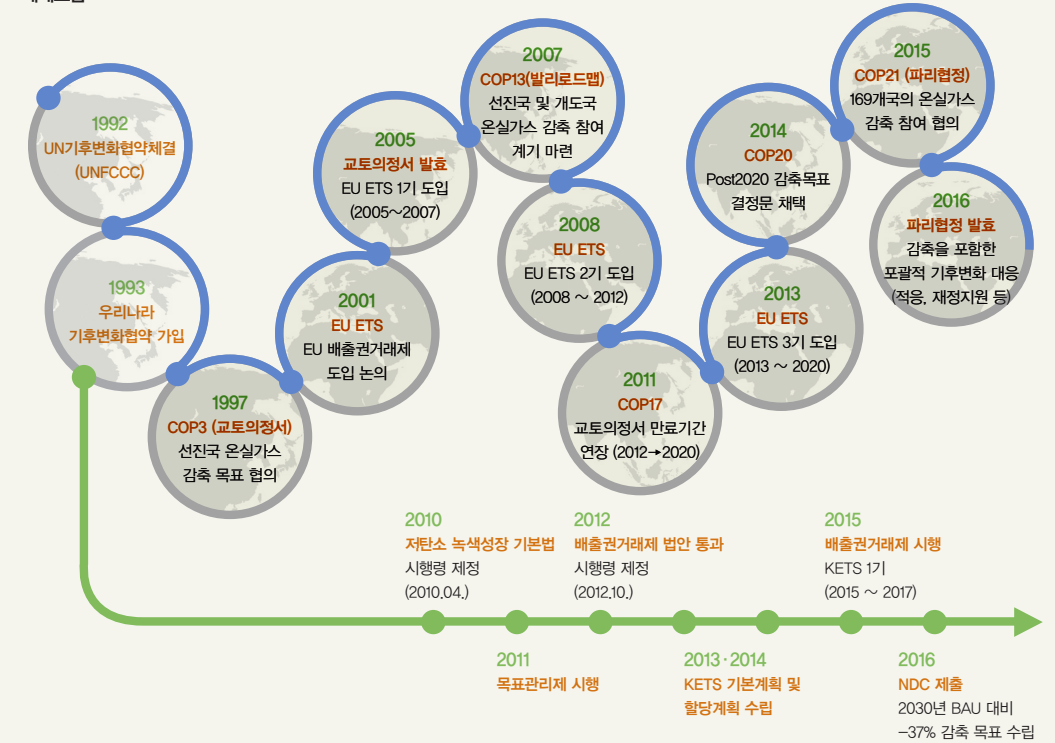 1992
UN기후변화협약체결
(UNFCCC)
1993
우리나라
기후변화협약 가입
1997
COP3 (교토의정서)
선진국 온실가스
감축 목표 협의
2001
EU ETS
EU 배출권거래제
도입 논의
2005
교토의정서 발효
EU ETS 1기 도입
(2005~2007)
2007
COP13(발리로드맵)
선진국 및 개도국
온실가스 감축 참여
계기 마련
2008
EU ETS
EU ETS 2기 도입
(2008 ~ 2012)
2011
COP17
교토의정서 만료기간
연장 (2012→2020)
2013
EU ETS
EU ETS 3기 도입
(2013 ~ 2020)
2014
COP20
Post2020 감축목표
결정문 채택
2015
COP21 (파리협정)
169개국의 온실가스
감축 참여 협의
2016
파리협정 발효
감축을 포함한
포괄적 기후변화 대응
(적응, 재정지원 등)
2010
저탄소 녹색성장 기본법
시행령 제정
(2010.04.)
2011
목표관리제 시행
2012
배출권거래제 법안 통과
시행령 제정
(2012.10.)
2013·2014
KETS 기본계획 및
할당계획 수립
2015
배출권거래제 시행
KETS 1기
(2015 ~ 2017)
2016
NDC 제출
2030년 BAU 대비
-37% 감축 목표 수립